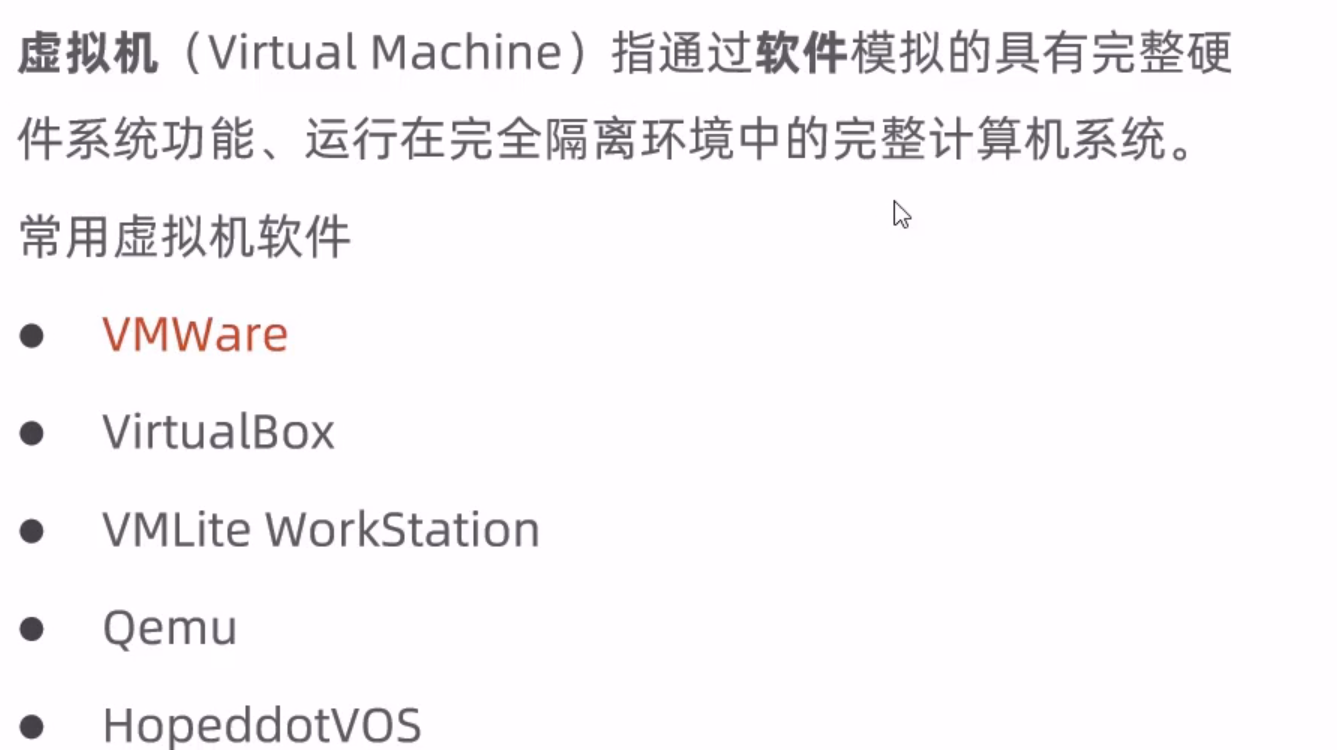 虚拟机（Virtual Machine）指通过软件模拟的具有完整硬
件系统功能、运行在完全隔离环境中的完整计算机系统。
常用虚拟机软件
● VMWare
● VirtualBox
● VMLite WorkStation
● Qemu
● HopeddotVOS